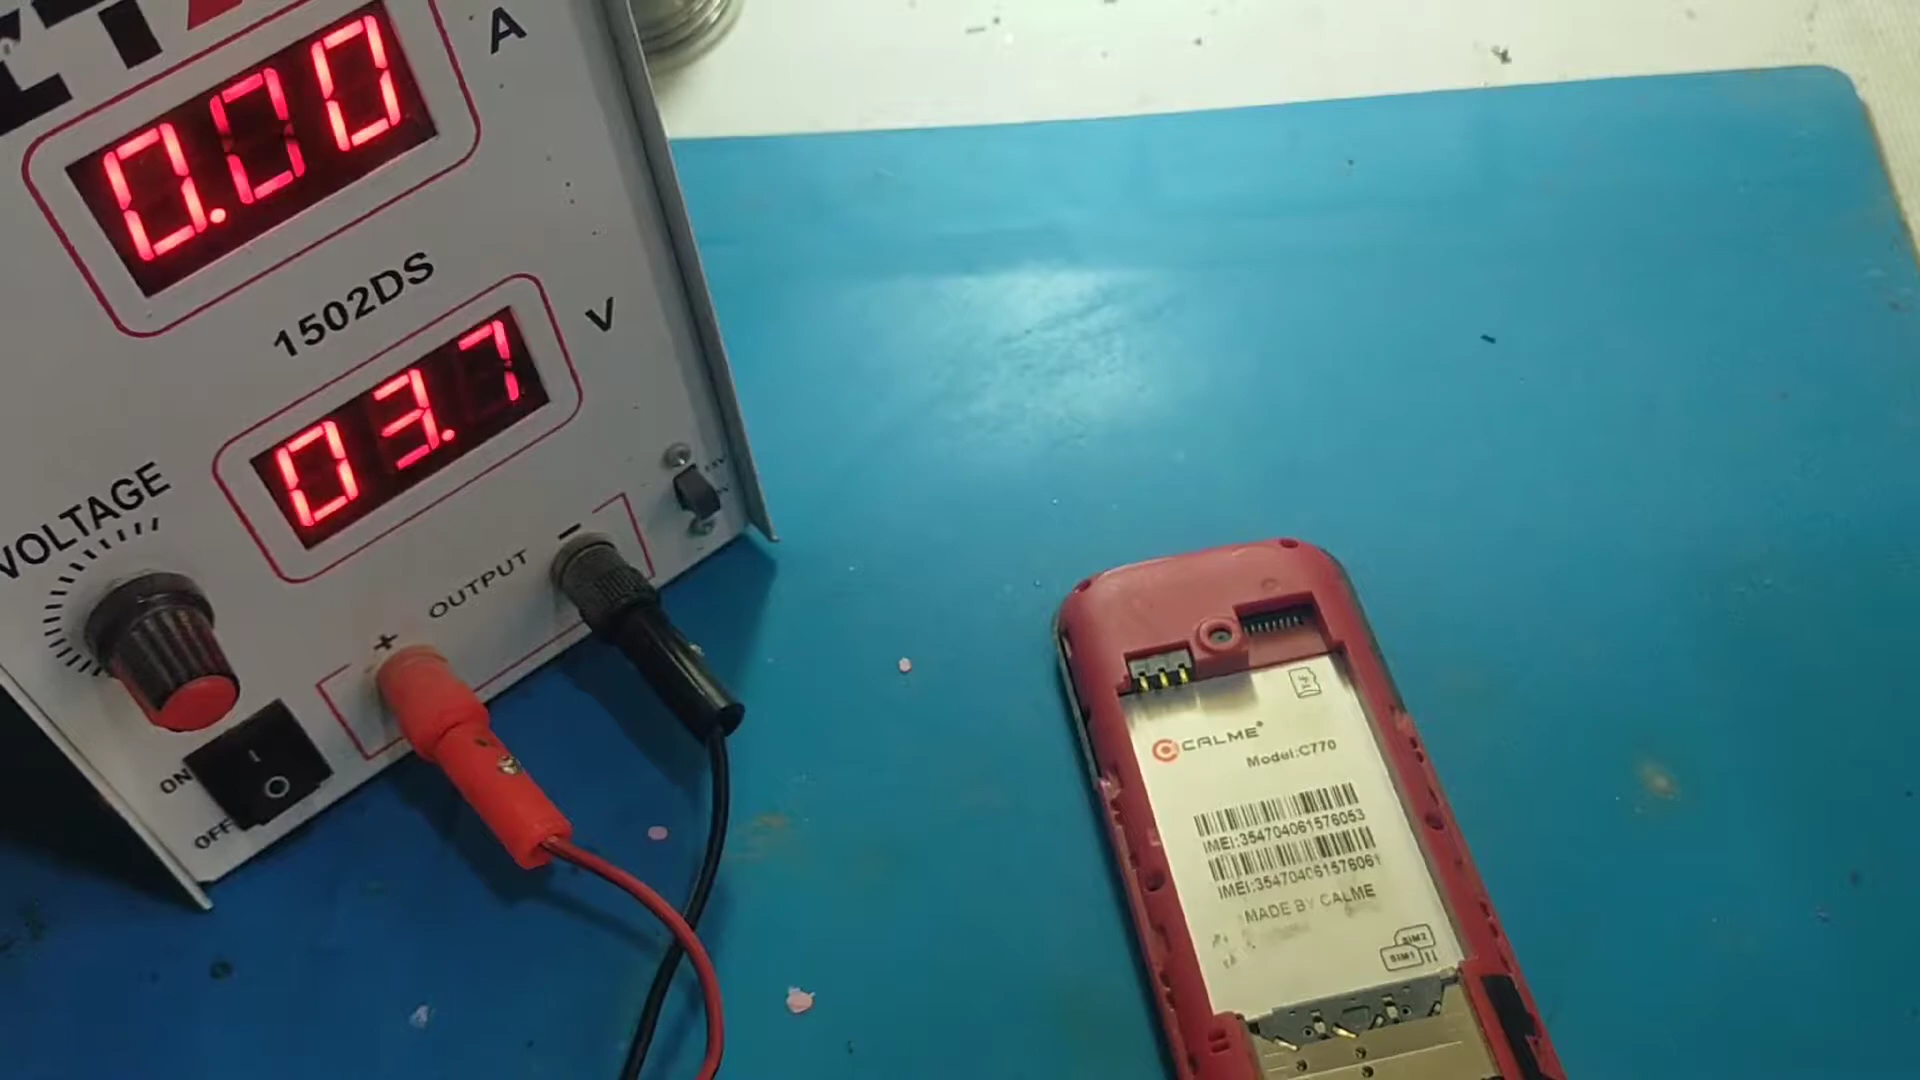 A
0.00
1502DS
V
03.7
VOLTAGE
-
OUTPUT
+
ON
OFF
CALME
Model:C770
IMEI:354704061576053
IMEI:354704061576061
MADE BY CALME
SIM2
SIM1